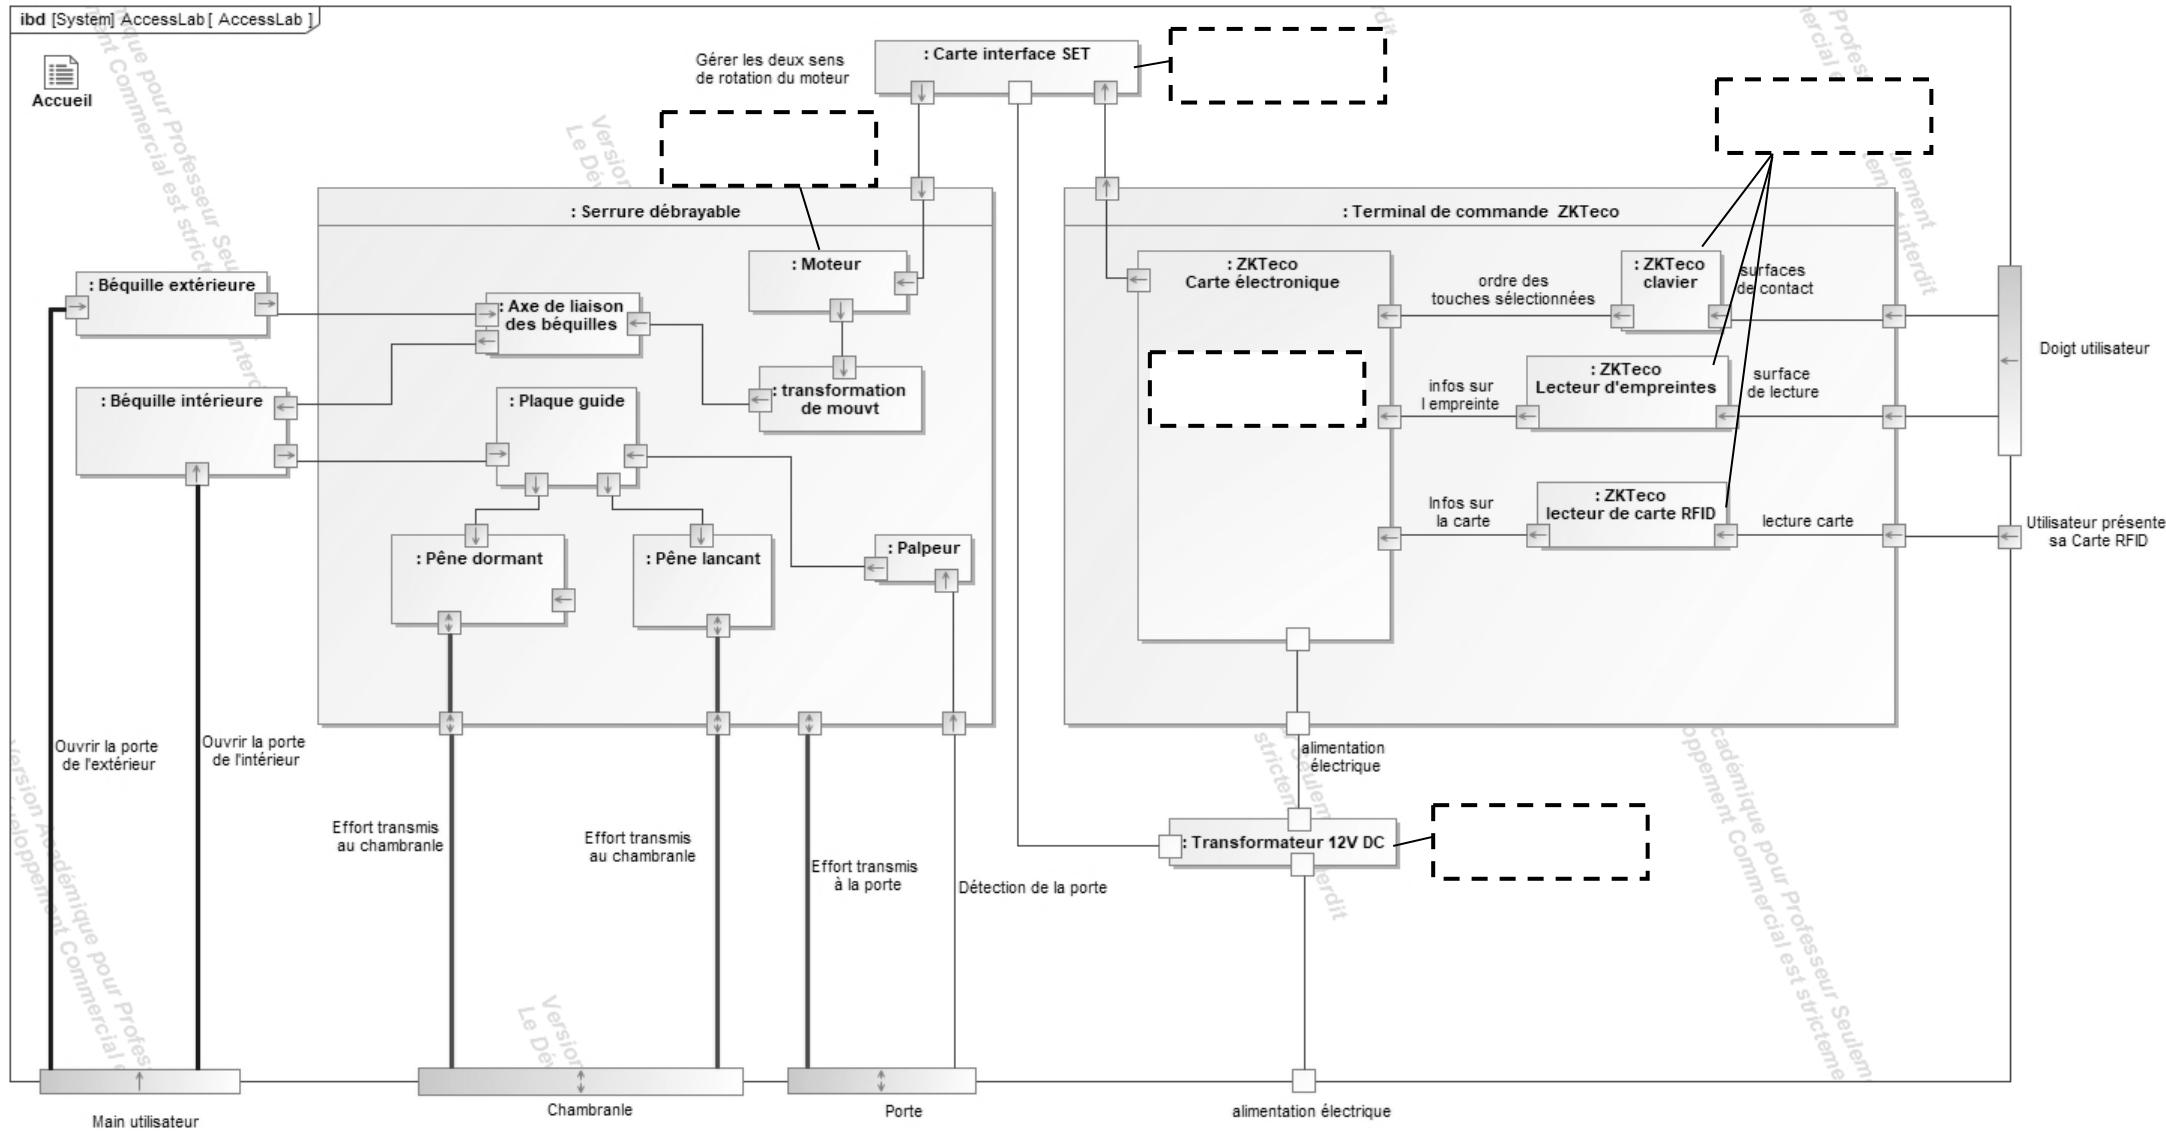 ibd [System] AccessLab [ AccessLab ]
Accueil
Gérer les deux sens
de rotation du moteur
: Carte interface SET
: Serrure débrayable
: Terminal de commande ZKTeco
: Béquille extérieure
: Axe de liaison
des béquilles
: Moteur
: ZKTeco
Carte électronique
ordre des
touches sélectionnées
: ZKTeco
clavier
surfaces
de contact
Doigt utilisateur
: Béquille intérieure
: Plaque guide
: transformation
de mouvt
infos sur
l empreinte
: ZKTeco
Lecteur d'empreintes
surface
de lecture
Infos sur
la carte
: ZKTeco
lecteur de carte RFID
lecture carte
Utilisateur présente
sa Carte RFID
: Pêne dormant
: Pêne lancant
: Palpeur
Ouvrir la porte
de l'extérieur
Ouvrir la porte
de l'intérieur
alimentation
électrique
Effort transmis
au chambranle
Effort transmis
au chambranle
Effort transmis
à la porte
Détection de la porte
: Transformateur 12V DC
Main utilisateur
Chambranle
Porte
alimentation électrique